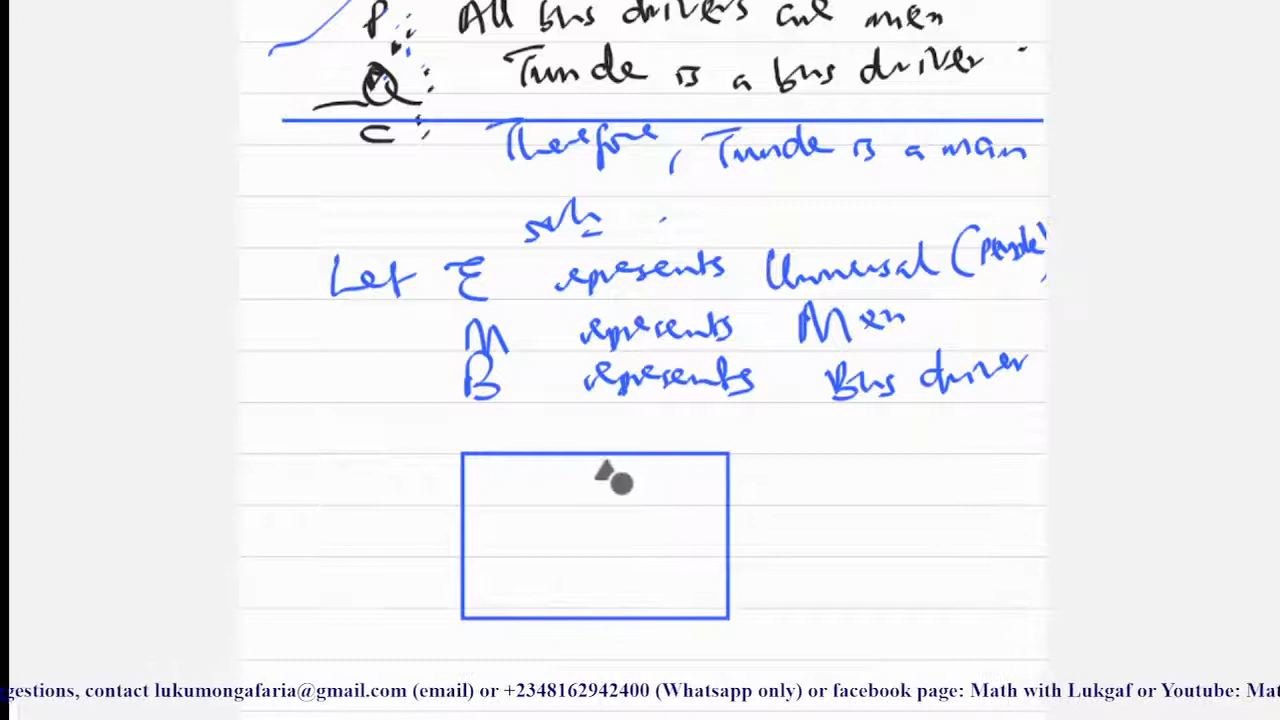 P: All bus drivers are men
Q: Tunde is a bus driver
C: Therefore, Tunde is a man
soln
Let ℰ represents Universal (People)
M represents Men
B represents Bus driver
gestions, contact lukumongafaria@gmail.com (email) or +2348162942400 (Whatsapp only) or facebook page: Math with Lukgaf or Youtube: Mat